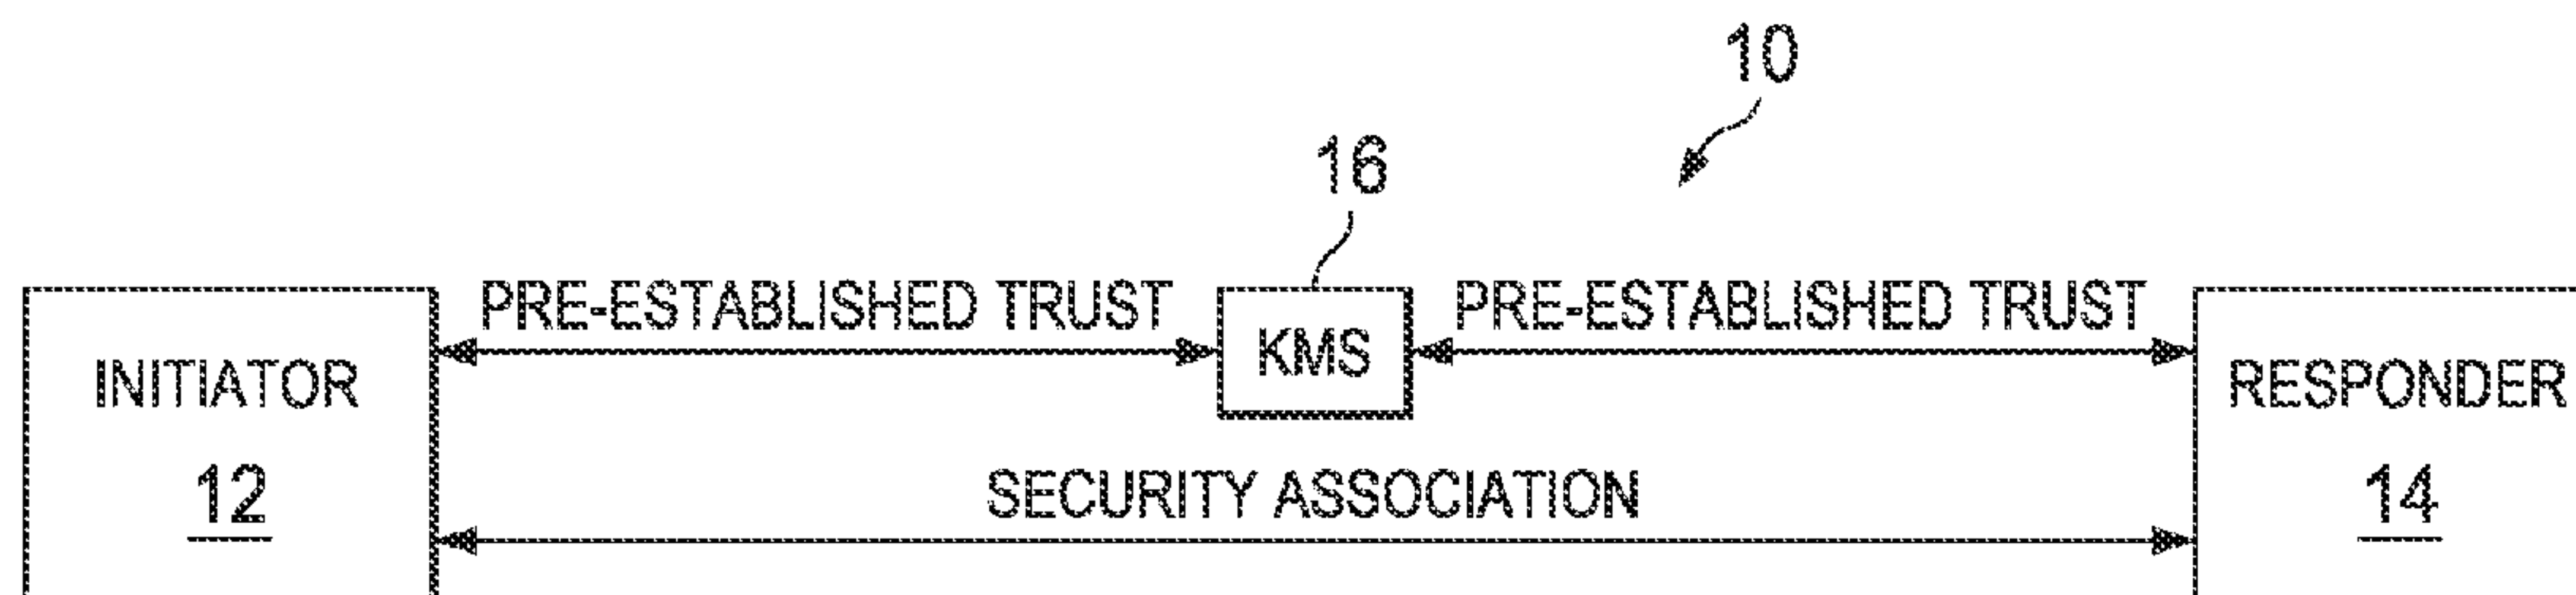 10
16
PRE-ESTABLISHED TRUST PRE-ESTABLISHED TRUST
INITIATOR KMS RESPONDER
12 SECURITY ASSOCIATION 14